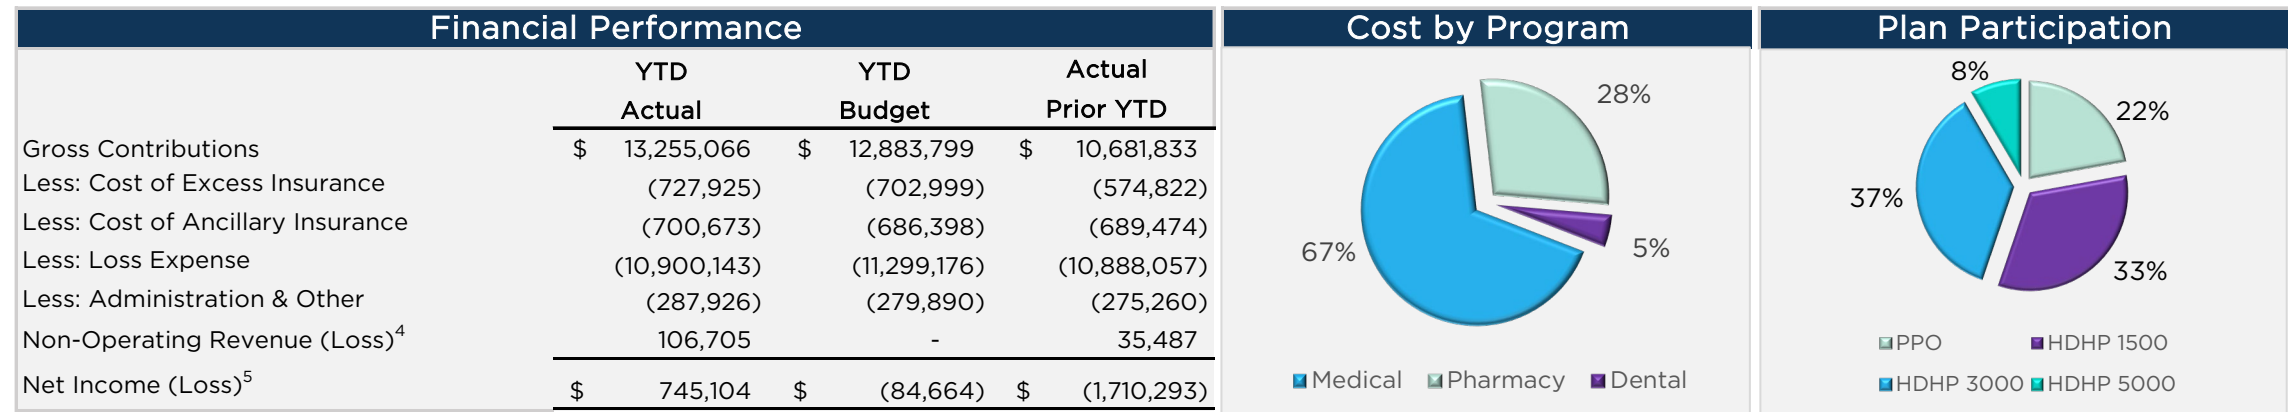 Financial Performance
YTD Actual YTD Budget Actual Prior YTD
Gross Contributions $ 13,255,066 $ 12,883,799 $ 10,681,833
Less: Cost of Excess Insurance (727,925) (702,999) (574,822)
Less: Cost of Ancillary Insurance (700,673) (686,398) (689,474)
Less: Loss Expense (10,900,143) (11,299,176) (10,888,057)
Less: Administration & Other (287,926) (279,890) (275,260)
Non-Operating Revenue (Loss)4 106,705 - 35,487
Net Income (Loss)5 $ 745,104 $ (84,664) $ (1,710,293)
Cost by Program
28%
67%
5%
Medical Pharmacy Dental
Plan Participation
8%
22%
37%
33%
PPO HDHP 1500
HDHP 3000 HDHP 5000